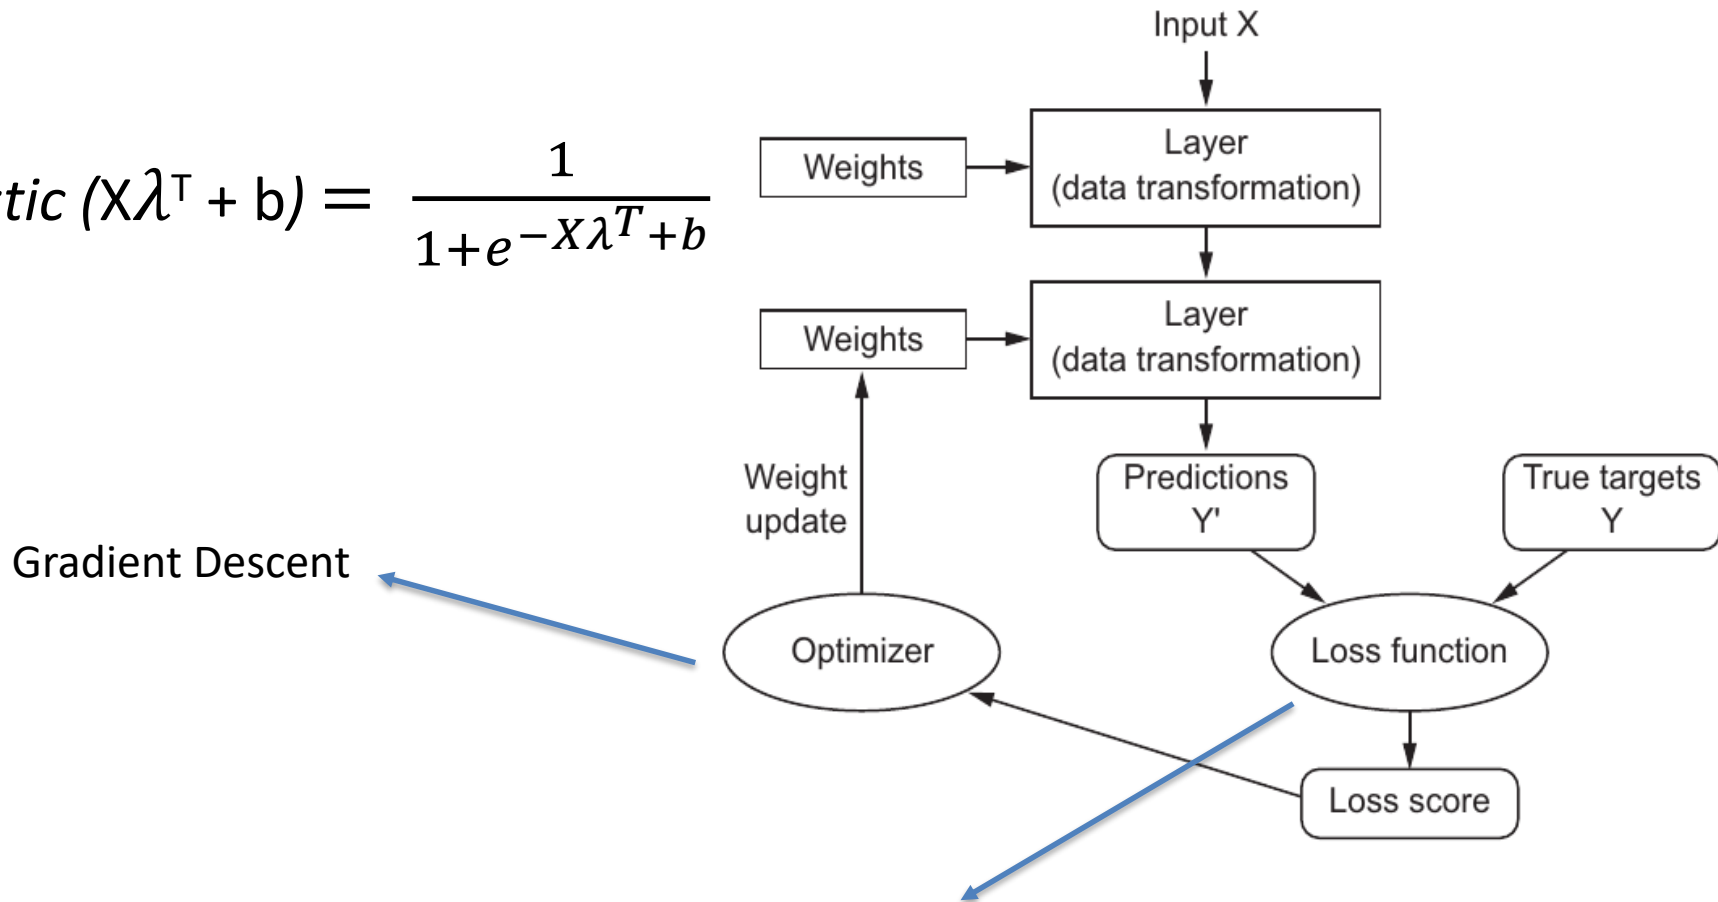 Input X
tic (Xλᵀ + b) = 1 / 1+e^{-Xλ^T+b}
Weights
Layer
(data transformation)
Weights
Layer
(data transformation)
Weight
update
Predictions
Y'
True targets
Y
Gradient Descent
Optimizer
Loss function
Loss score